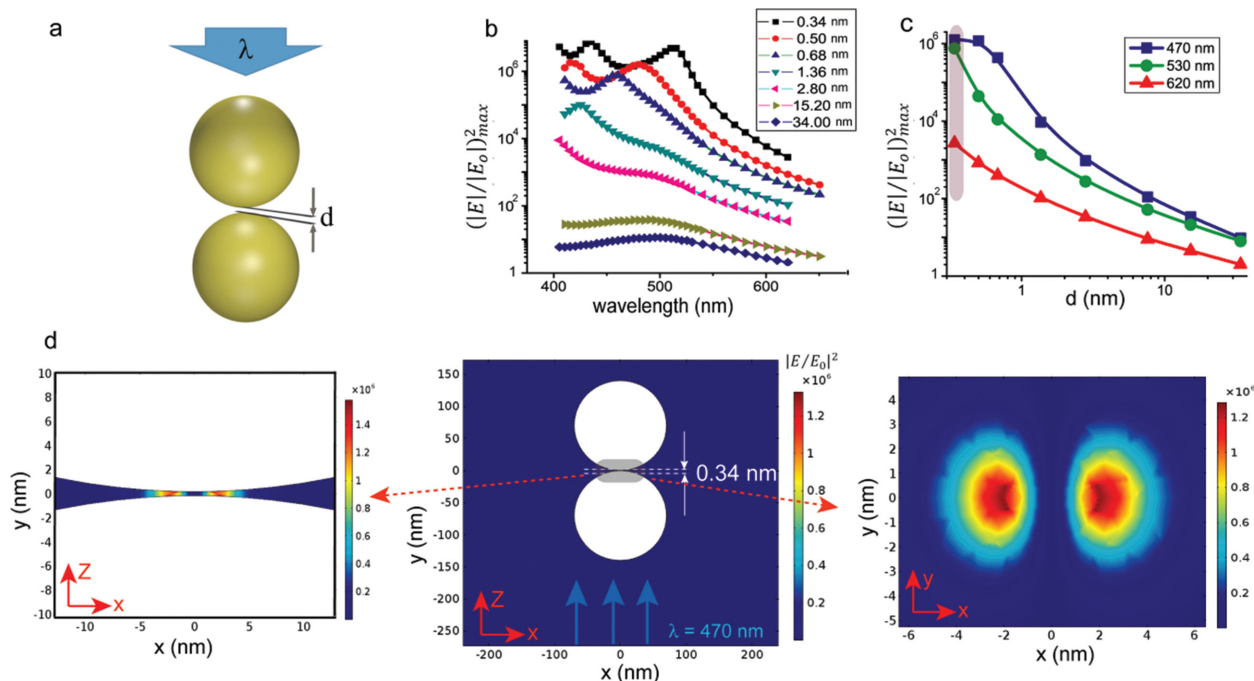 a
λ
d
b
(|E|/|E₀|)²max
10⁶
10⁴
10²
1
400
500
600
wavelength (nm)
0.34 nm
0.50 nm
0.68 nm
1.36 nm
2.80 nm
15.20 nm
34.00 nm
c
(|E|/|E₀|)²max
10⁶
10⁴
10²
1
1
10
d (nm)
470 nm
530 nm
620 nm
d
y (nm)
10
8
6
4
2
0
-2
-4
-6
-8
-10
-10
-5
0
5
10
x (nm)
Z
x
×10⁶
1.4
1.2
1
0.8
0.6
0.4
0.2
y (nm)
150
100
50
0
-50
-100
-150
-200
-250
-200
-100
0
100
200
x (nm)
0.34 nm
Z
x
λ = 470 nm
|E/E₀|²
×10⁶
1.2
1
0.8
0.6
0.4
0.2
y (nm)
4
3
2
1
0
-1
-2
-3
-4
-5
-6
-4
-2
0
2
4
6
x (nm)
y
x
×10⁶
1.2
1
0.8
0.6
0.4
0.2